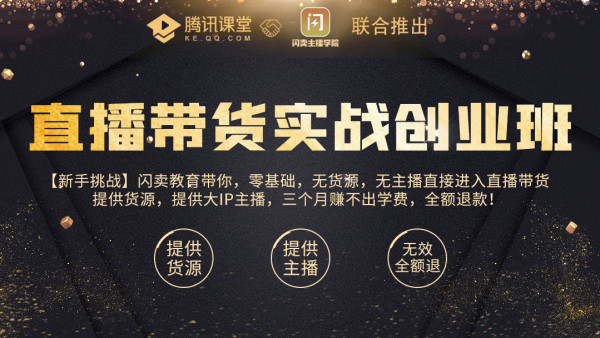 腾讯课堂
KE.QQ.COM
闪
闪卖主播学院
联合推出
直播带货实战创业班
【新手挑战】闪卖教育带你，零基础，无货源，无主播直接进入直播带货
提供货源，提供大IP主播，三个月赚不出学费，全额退款！
提供
货源
提供
主播
无效
全额退